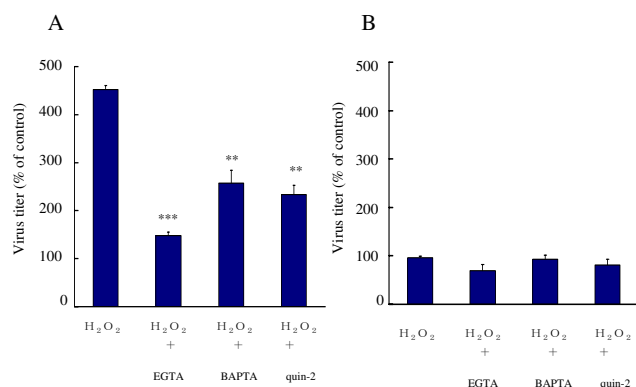 A
B
Virus titer (% of control)
500
400
300
200
100
0
***
**
**
H2O2
H2O2 + EGTA
H2O2 + BAPTA
H2O2 + quin-2
Virus titer (% of control)
500
400
300
200
100
0
H2O2
H2O2 + EGTA
H2O2 + BAPTA
H2O2 + quin-2